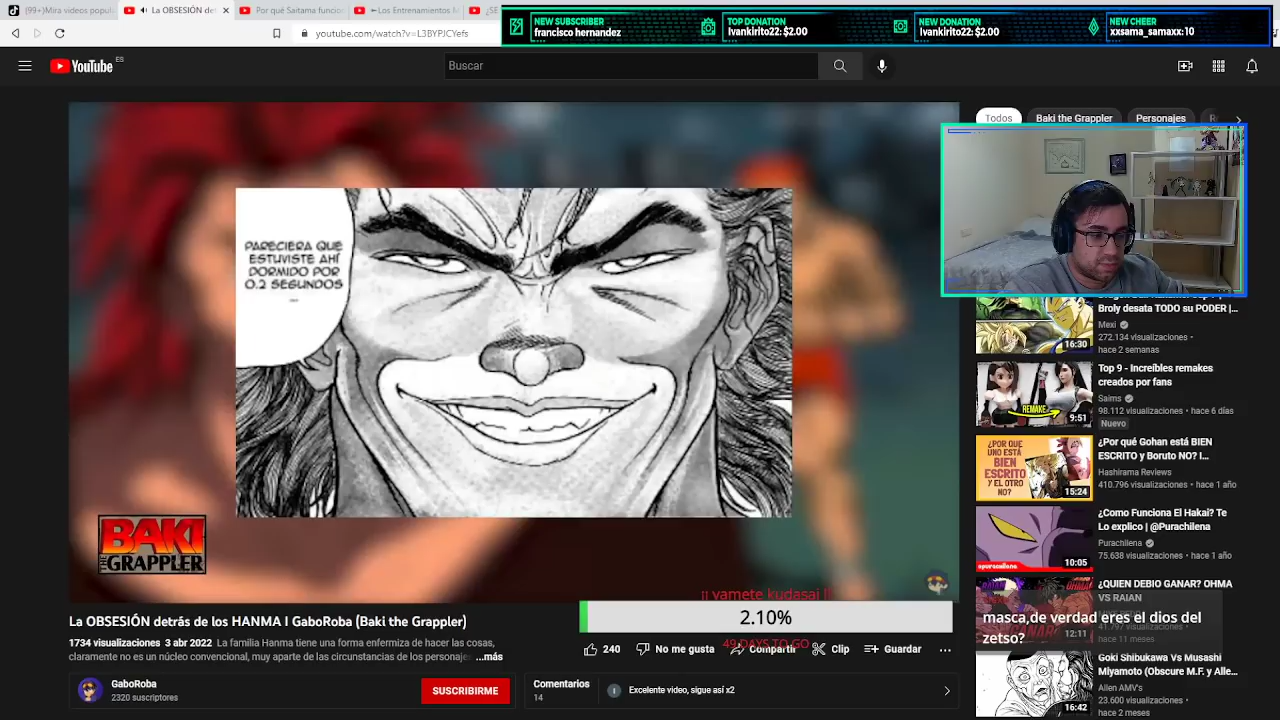 (99+)Mira videos popul
La OBSESIÓN de
Por qué Saitama funcio
Los Entrenamientos
¿SE
youtube.com/watch?v=L3BYPJCYefs
NEW SUBSCRIBER
francisco hernandez
TOP DONATION
Ivankirito22: $2.00
NEW DONATION
Ivankirito22: $2.00
NEW CHEER
xxsama_samaxx:10
YouTube ES
Buscar
Todos
Baki the Grappler
Personajes
PARECIERA QUE
ESTUVISTE AHÍ
DORMIDO POR
0.2 SEGUNDOS
...
BAKI
THE GRAPPLER
¡¡ yamete kudasai !!
2.10%
49 DAYS TO GO
La OBSESIÓN detrás de los HANMA I GaboRoba (Baki the Grappler)
1734 visualizaciones 3 abr 2022 La familia Hanma tiene una forma enfermiza de hacer las cosas,
claramente no es un núcleo convencional, muy aparte de las circunstancias de los personajes ...más
240
No me gusta
Compartir
Clip
Guardar
GaboRoba
2320 suscriptores
SUSCRIBIRME
Comentarios
14
Excelente video, sigue así x2
Broly desata TODO su PODER |...
Mexi
272.134 visualizaciones •
hace 2 semanas
16:30
Top 9 - Increíbles remakes
creados por fans
Saims
98.112 visualizaciones • hace 6 días
Nuevo
REMAKE
9:51
¿Por qué Gohan está BIEN
ESCRITO y Boruto NO? I...
Hashirama Reviews
410.796 visualizaciones • hace 1 año
¿POR QUE
UNO ESTÁ
BIEN
ESCRITO
Y EL OTRO
NO?
15:24
¿Como Funciona El Hakai? Te
Lo explico | @Purachilena
Purachilena
75.638 visualizaciones • hace 1 año
apurachilena
10:05
¿QUIEN DEBIO GANAR? OHMA
VS RAIAN
41.797 visualizaciones •
hace 11 meses
12:11
masca,de verdad eres el dios del
zetso?
Goki Shibukawa Vs Musashi
Miyamoto (Obscure M.F. y Alle...
Allen AMV's
23.600 visualizaciones •
hace 2 meses
16:42